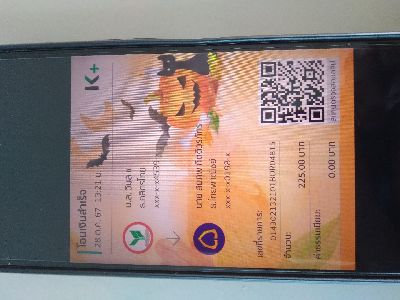 โอนเงินสำเร็จ
28 ต.ค. 67 13:21 น.
K+
น.ส. วิมล แ
ธ.กสิกรไทย
xxx-x-x4539-x
นาย สมภพ
ธ.ไทยพาณิชย์
xxx-x-x0198-x
เลขที่รายการ:
014302132101BOR04815
จำนวน:
225.00 บาท
ค่าธรรมเนียม:
0.00 บาท
สแกนตรวจสอบสลิป